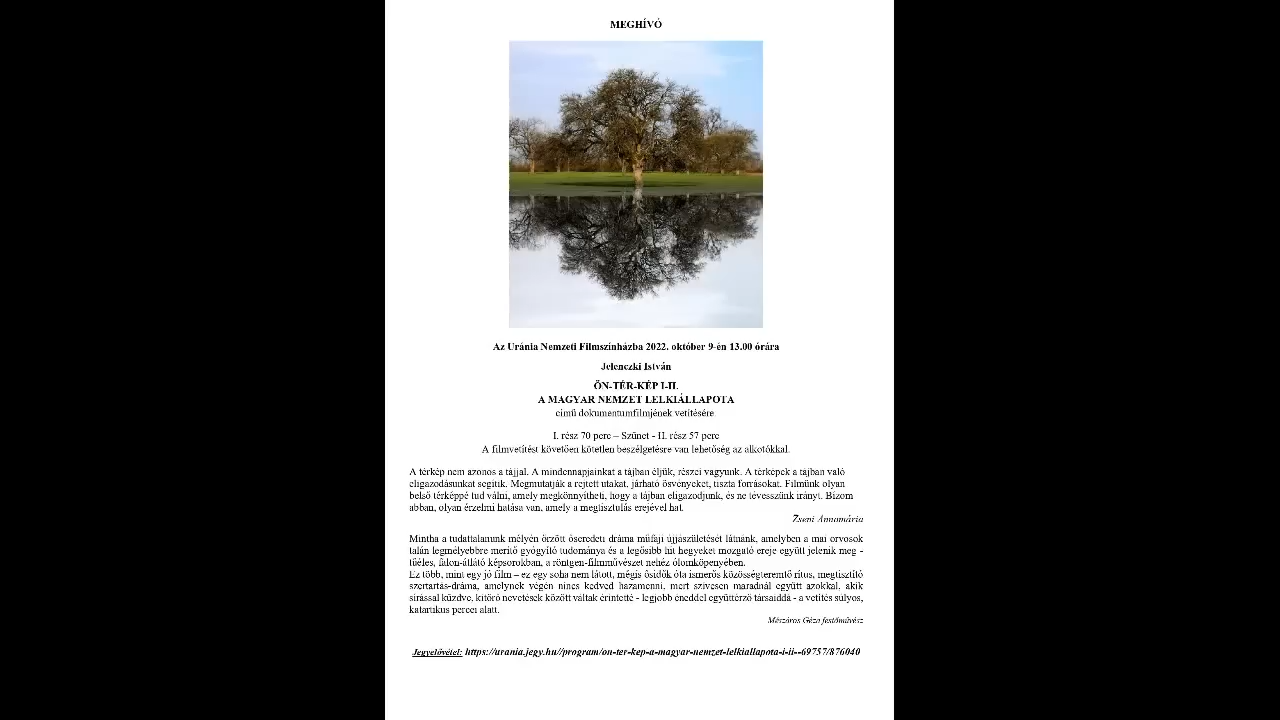 MEGHÍVÓ
Az Uránia Nemzeti Filmszínházba 2022. október 9-én 13.00 órára
Jelenczki István
ÖN-TÉR-KÉP I-II.
A MAGYAR NEMZET LELKIÁLLAPOTA
című dokumentumfilmjének vetítésére
I. rész 70 perc – Szünet - II. rész 57 perc
A filmvetítést követően kötetlen beszélgetésre van lehetőség az alkotókkal.
A térkép nem azonos a tájjal. A mindennapjainkat a tájban éljük, részei vagyunk. A térképek a tájban való
eligazodásunkat segítik. Megmutatják a rejtett utakat, járható ösvényeket, tiszta forrásokat. Filmünk olyan
belső térképpé tud válni, amely megkönnyítheti, hogy a tájban eligazodjunk, és ne tévesszünk irányt. Bízom
abban, olyan érzelmi hatása van, amely a megtisztulás erejével hat.
Zseni Annamária
Mintha a tudattalanunk mélyén őrzött őseredeti dráma műfaji újjászületését látnánk, amelyben a mai orvosok
talán legmélyebbre merítő gyógyító tudománya és a legősibb hit hegyeket mozgató ereje együtt jelenik meg -
tűéles, falon-átlátó képsorokban, a röntgen-filmművészet nehéz ólomköpenyében.
Ez több, mint egy jó film – ez egy soha nem látott, mégis ősidők óta ismerős közösségteremtő rítus, megtisztító
szertartás-dráma, amelynek végén nincs kedved hazamenni, mert szívesen maradnál együtt azokkal, akik
sírással küzdve, kitörő nevetések között váltak érintetté - legjobb éneddel együttérző társaiddá - a vetítés súlyos,
katartikus percei alatt.
Mészáros Géza festőművész
Jegyelővétel: https://urania.jegy.hu//program/on-ter-kep-a-magyar-nemzet-lelkiallapota-i-ii--69757/876040